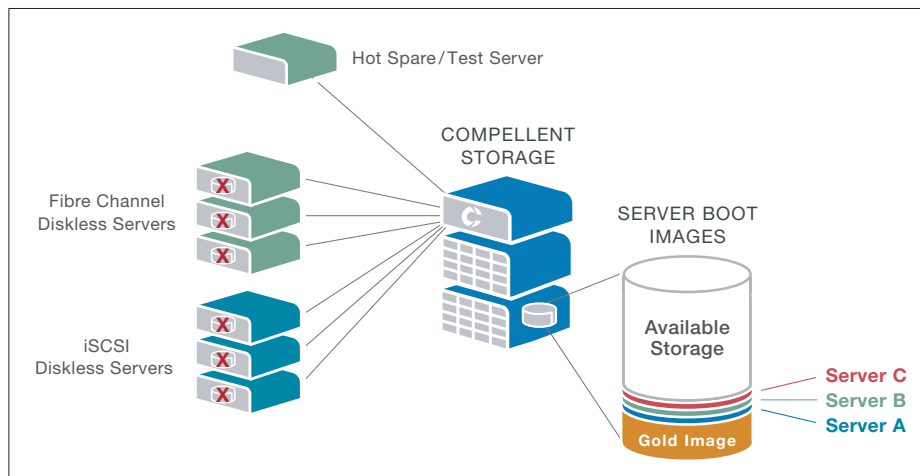 Hot Spare/Test Server
COMPELLENT
STORAGE
Fibre Channel
Diskless Servers
SERVER BOOT
IMAGES
iSCSI
Diskless Servers
Available
Storage
Server C
Server B
Server A
Gold Image
X
X
X
X
X
X
C